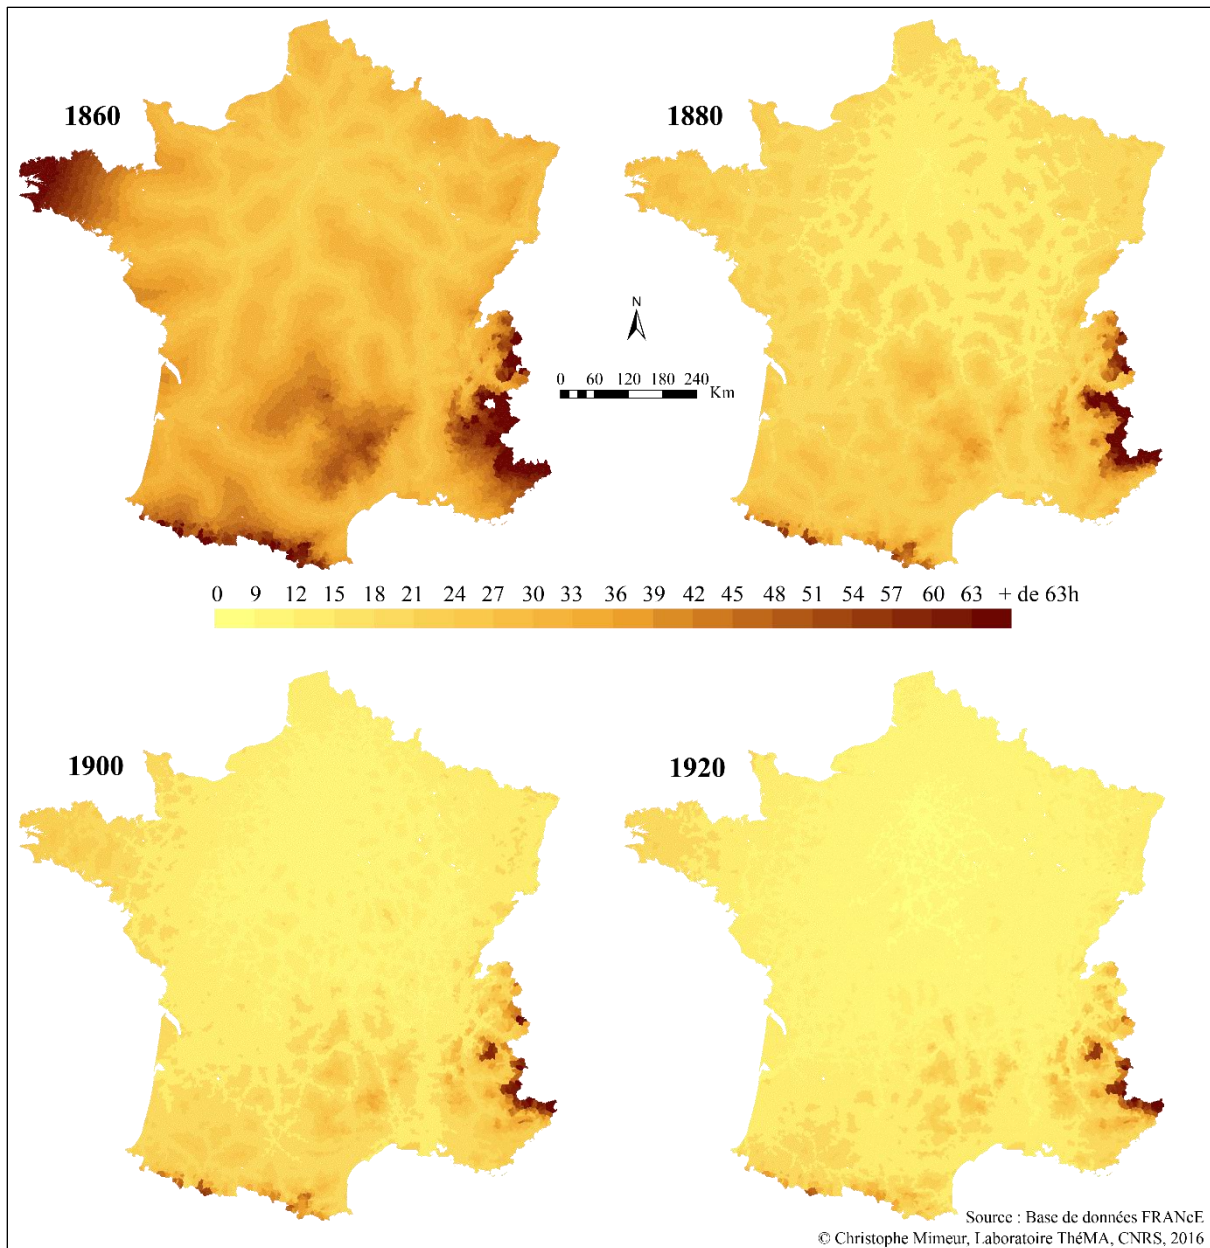 1860
1880
N
0 60 120 180 240
Km
0 9 12 15 18 21 24 27 30 33 36 39 42 45 48 51 54 57 60 63 + de 63h
1900
1920
Source : Base de données FRANcE
© Christophe Mimeur, Laboratoire ThéMA, CNRS, 2016